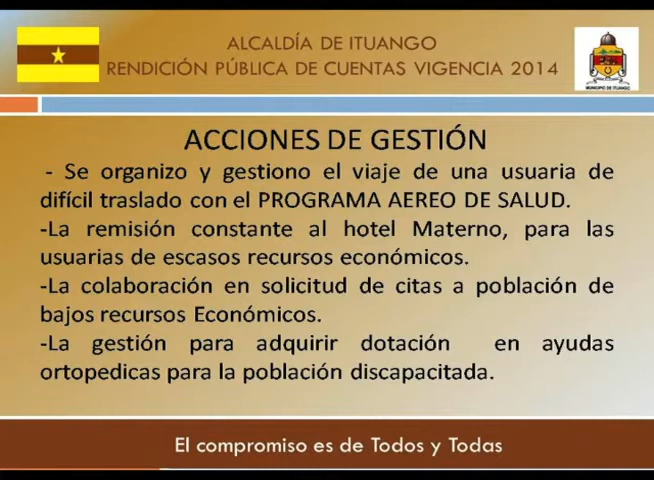 ALCALDÍA DE ITUANGO
RENDICIÓN PÚBLICA DE CUENTAS VIGENCIA 2014
MUNICIPIO DE ITUANGO
ACCIONES DE GESTIÓN
- Se organizo y gestiono el viaje de una usuaria de
difícil traslado con el PROGRAMA AEREO DE SALUD.
-La remisión constante al hotel Materno, para las
usuarias de escasos recursos económicos.
-La colaboración en solicitud de citas a población de
bajos recursos Económicos.
-La gestión para adquirir dotación en ayudas
ortopedicas para la población discapacitada.
El compromiso es de Todos y Todas